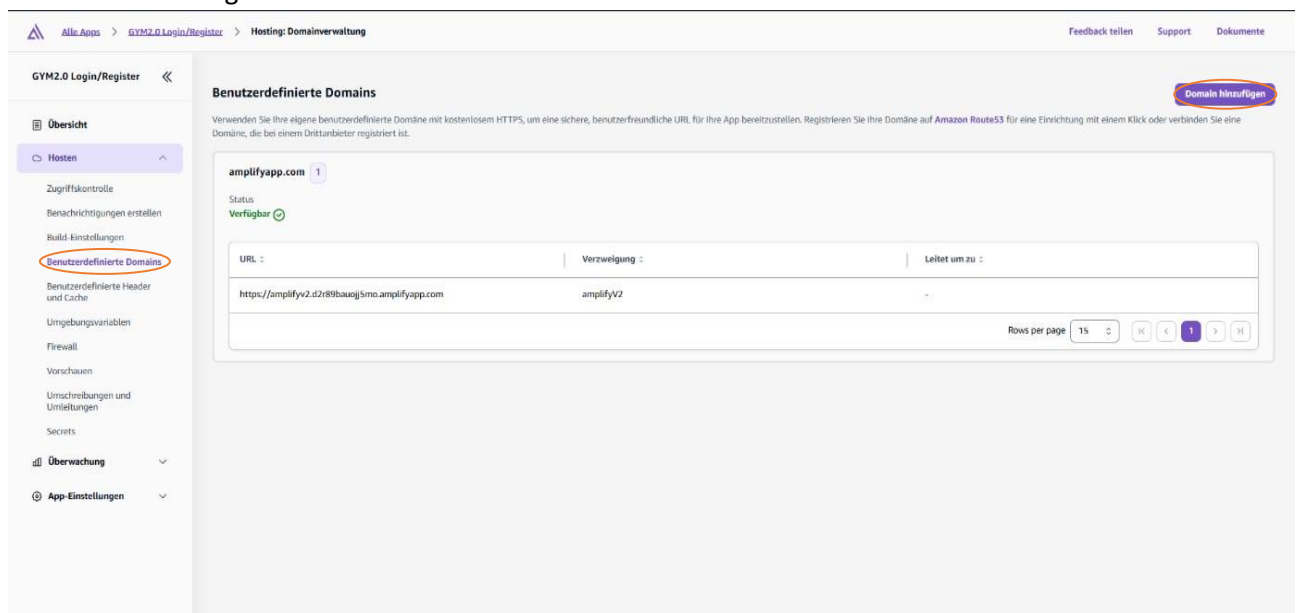 Alle Apps > GYM2.0 Login/Register > Hosting: Domainverwaltung
Feedback teilen Support Dokumente
GYM2.0 Login/Register
Übersicht
Hosten
Zugriffskontrolle
Benachrichtigungen erstellen
Build-Einstellungen
Benutzerdefinierte Domains
Benutzerdefinierte Header
und Cache
Umgebungsvariablen
Firewall
Vorschauen
Umschreibungen und
Umleitungen
Secrets
Überwachung
App-Einstellungen
Benutzerdefinierte Domains
Domain hinzufügen
Verwenden Sie Ihre eigene benutzerdefinierte Domäne mit kostenlosem HTTPS, um eine sichere, benutzerfreundliche URL für Ihre App bereitzustellen. Registrieren Sie Ihre Domäne auf Amazon Route53 für eine Einrichtung mit einem Klick oder verbinden Sie eine
Domäne, die bei einem Drittanbieter registriert ist.
amplifyapp.com 1
Status
Verfügbar
URL Verzweigung Leitet um zu
https://amplifyv2.d2r89bauojj5mo.amplifyapp.com amplifyV2 -
Rows per page 15 1